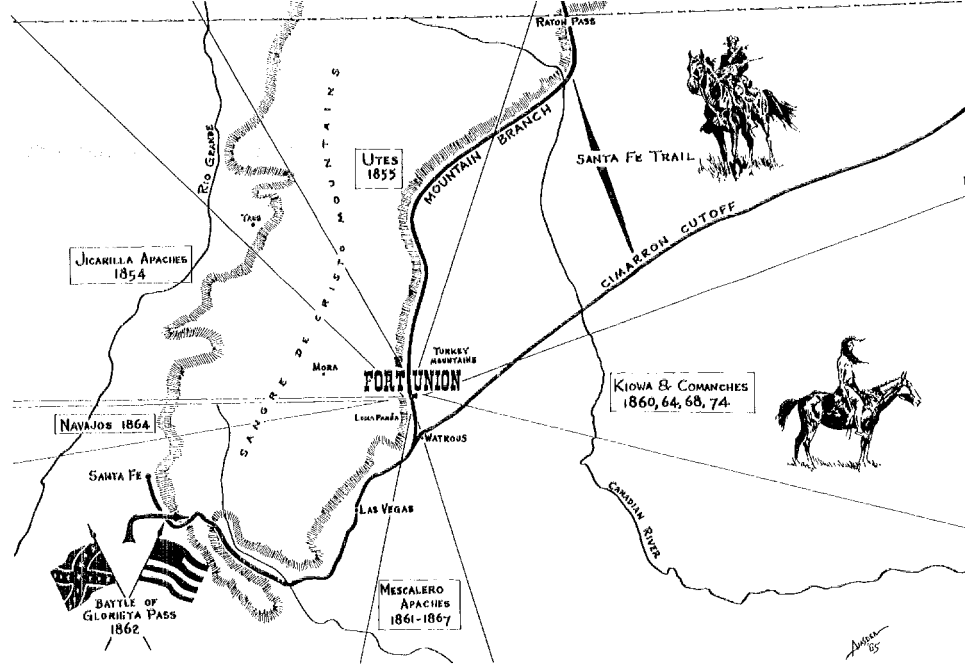 RATON PASS
SANTA FE TRAIL
RIO GRANDE
SANGRE DE CRISTO MOUNTAINS
UTES
1855
MOUNTAIN BRANCH
CIMARRON CUTOFF
TAOS
JICARILLA APACHES
1854
TURKEY
MOUNTAINS
MORA
FORT UNION
KIOWA & COMANCHES
1860, 64, 68, 74
LOMA PARDA
NAVAJOS 1864
WATROUS
SANTA FE
LAS VEGAS
CANADIAN RIVER
BATTLE OF
GLORIETA PASS
1862
MESCALERO
APACHES
1861-1867